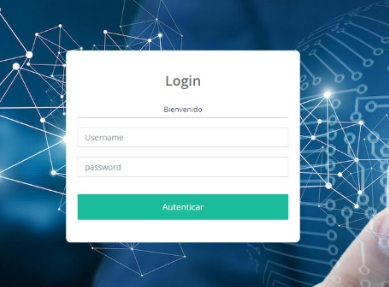 Login
Bienvenido
Username
password
Autenticar